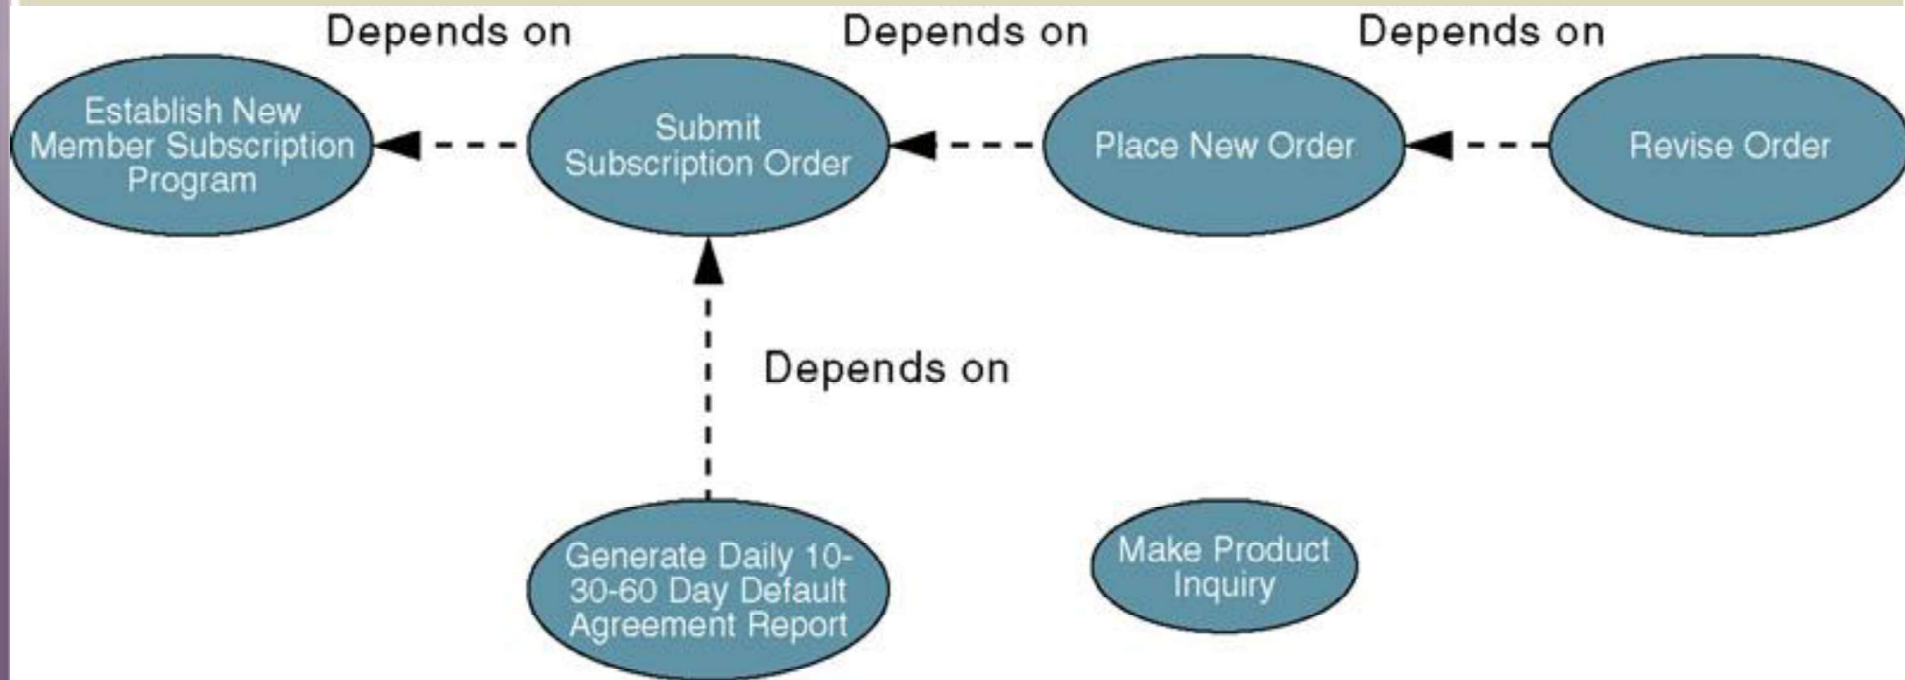 Depends on
Depends on
Depends on
Establish New
Member Subscription
Program
Submit
Subscription Order
Place New Order
Revise Order
Depends on
Generate Daily 10-
30-60 Day Default
Agreement Report
Make Product
Inquiry